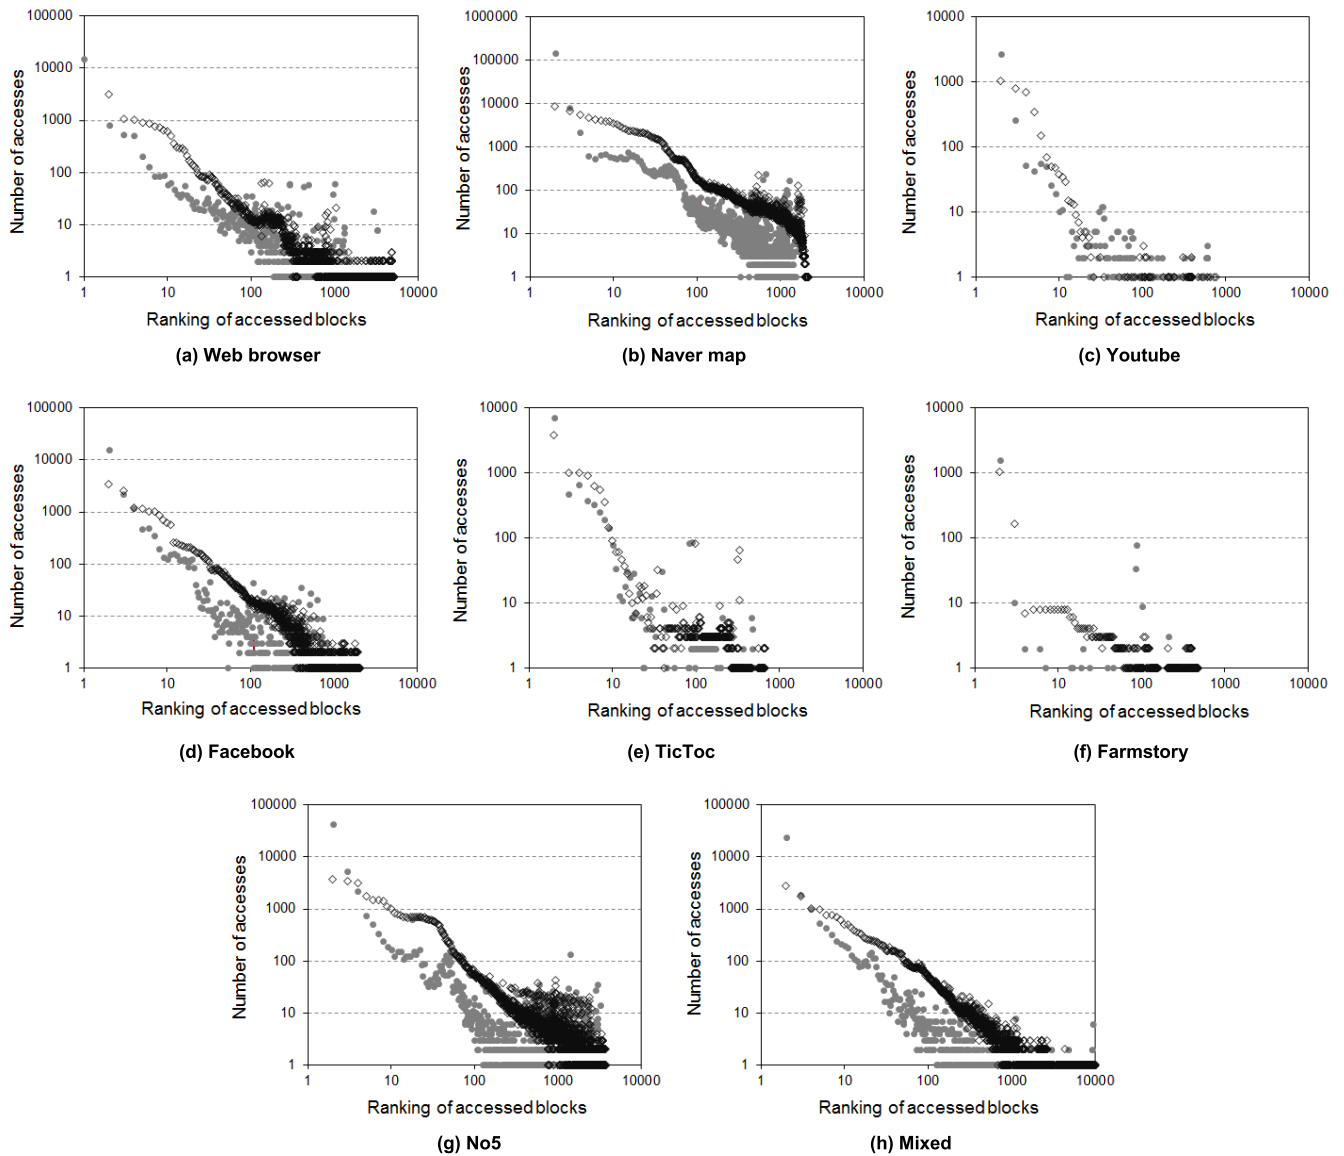 100000
10000
1000
100
10
1
1 10 100 1000 10000
Number of accesses
Ranking of accessed blocks
(a) Web browser
1000000
100000
10000
1000
100
10
1
1 10 100 1000 10000
Number of accesses
Ranking of accessed blocks
(b) Naver map
10000
1000
100
10
1
1 10 100 1000 10000
Number of accesses
Ranking of accessed blocks
(c) Youtube
100000
10000
1000
100
10
1
1 10 100 1000 10000
Number of accesses
Ranking of accessed blocks
(d) Facebook
10000
1000
100
10
1
1 10 100 1000 10000
Number of accesses
Ranking of accessed blocks
(e) TicToc
10000
1000
100
10
1
1 10 100 1000 10000
Number of accesses
Ranking of accessed blocks
(f) Farmstory
100000
10000
1000
100
10
1
1 10 100 1000 10000
Number of accesses
Ranking of accessed blocks
(g) No5
100000
10000
1000
100
10
1
1 10 100 1000 10000
Number of accesses
Ranking of accessed blocks
(h) Mixed